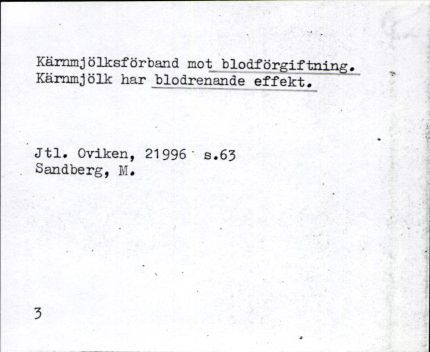 Kärnmjölksförband mot blodförgiftning.
Kärnmjölk har blodrenande effekt.
Jtl. Oviken, 21996 s.63
Sandberg, M.
3